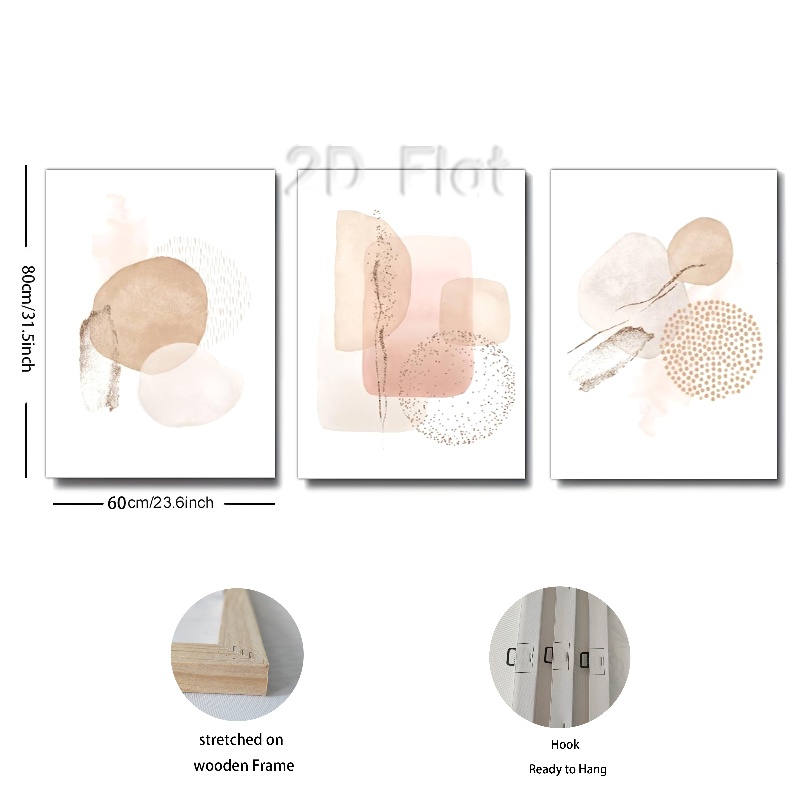 2D Flat
80cm/31.5inch
60cm/23.6inch
stretched on
wooden Frame
Hook
Ready to Hang